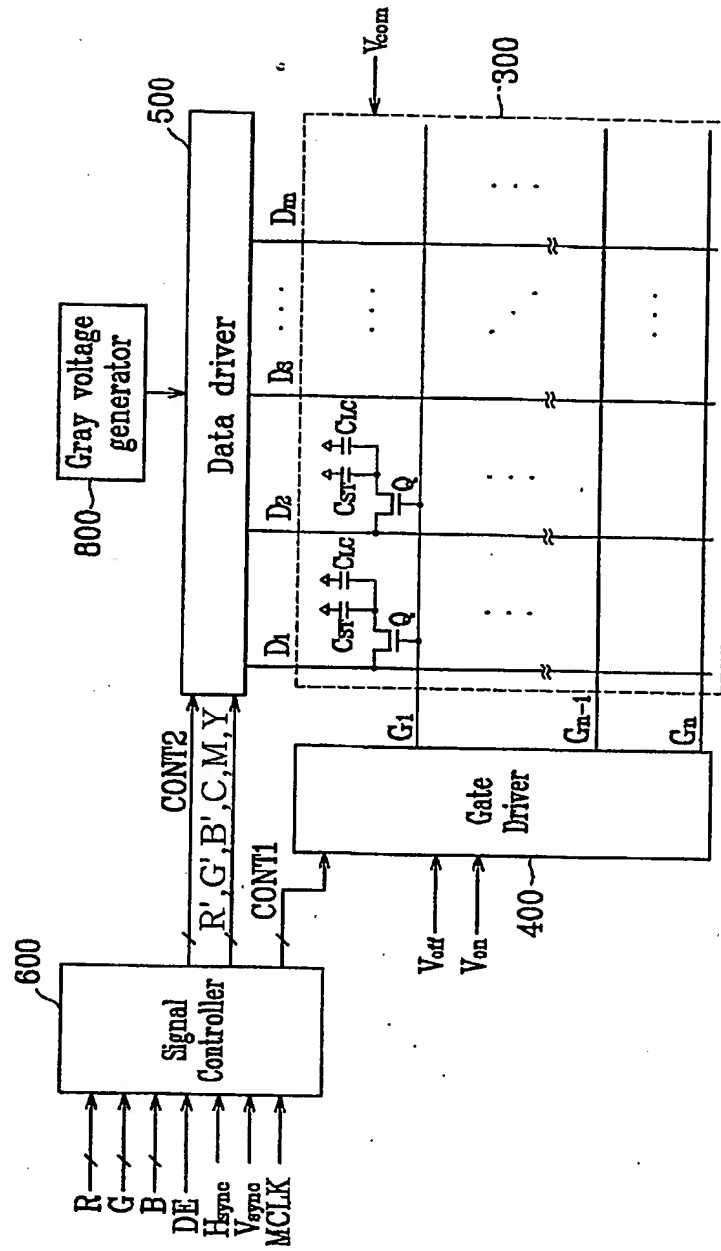 R
G
B
DE
Hsync
Vsync
MCLK
600
Signal
Controller
CONT2
R',G',B',C,M,Y
CONT1
800
Gray voltage
generator
500
Data driver
Voff
Von
400
Gate
Driver
G1
Gn-1
Gn
D1
D2
D3
Dm
CST
CLC
Q
CST
CLC
Q
Vcom
300